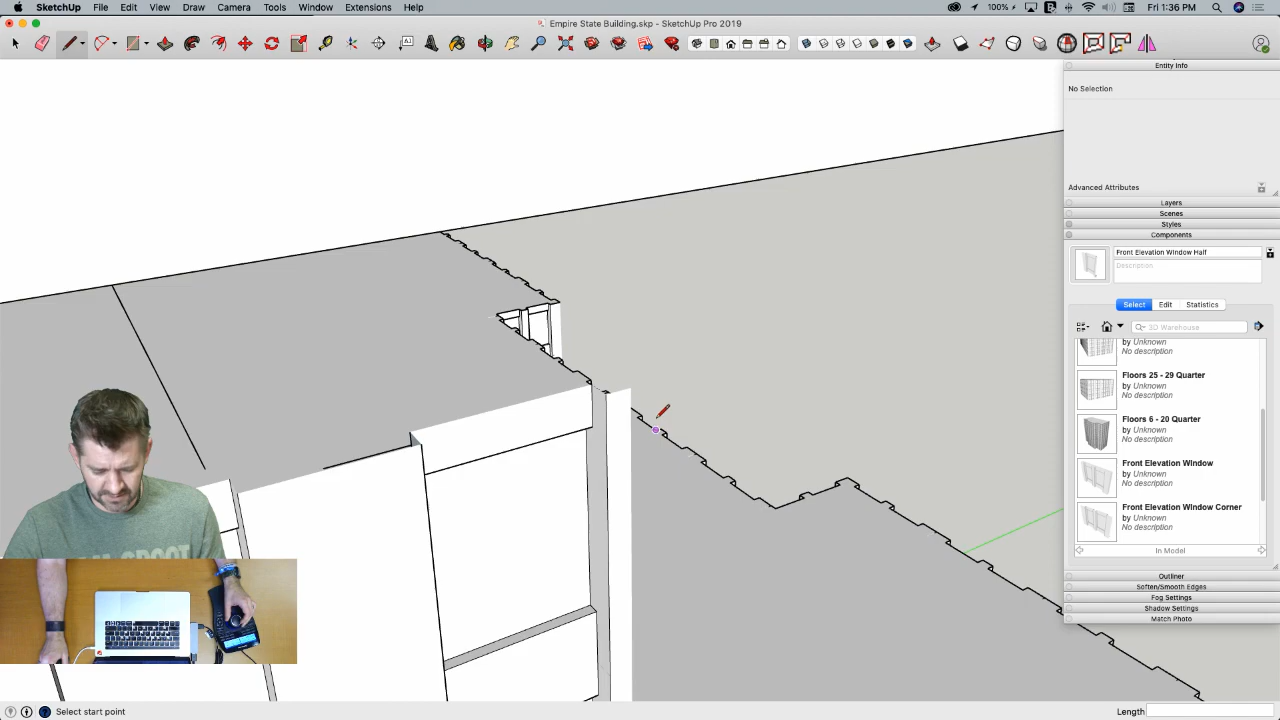 SketchUp File Edit View Draw Camera Tools Window Extensions Help
100% Fri 1:36 PM
Empire State Building.skp - SketchUp Pro 2019
Entity Info
No Selection
Advanced Attributes
Layers
Scenes
Styles
Components
Front Elevation Window Half
Description
Select Edit Statistics
3D Warehouse
by Unknown
No description
Floors 25 - 29 Quarter
by Unknown
No description
Floors 6 - 20 Quarter
by Unknown
No description
Front Elevation Window
by Unknown
No description
Front Elevation Window Corner
by Unknown
No description
In Model
Outliner
Soften/Smooth Edges
Fog Settings
Shadow Settings
Match Photo
Select start point
Length